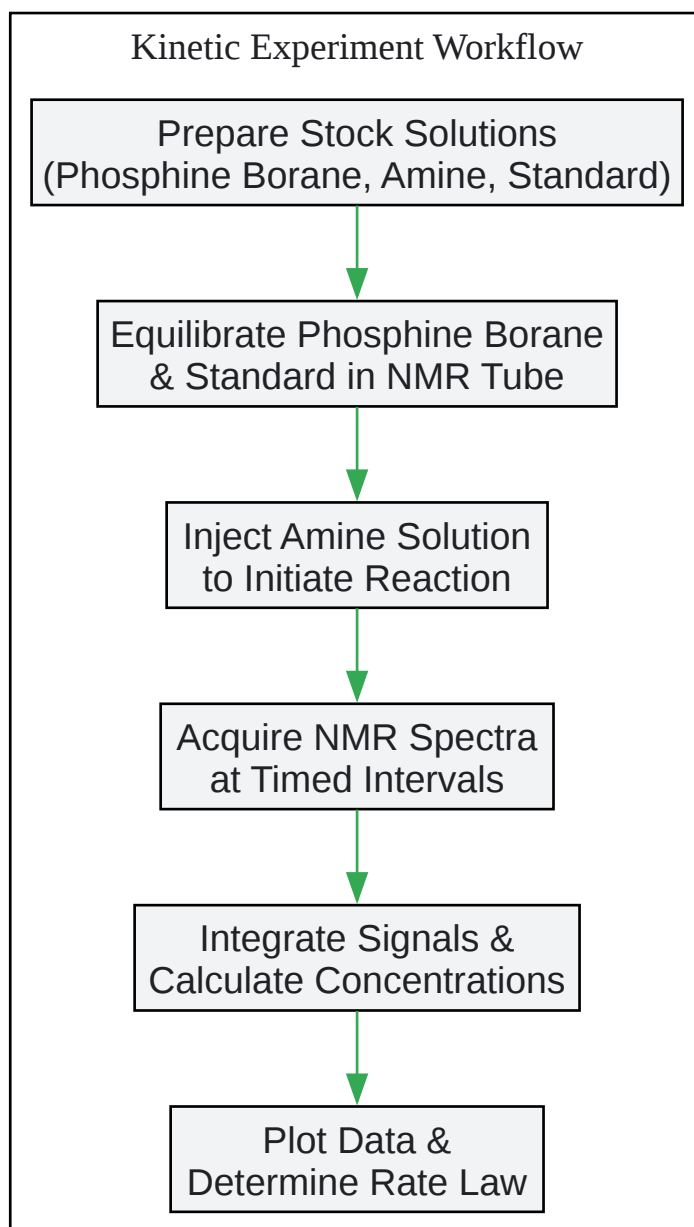 Kinetic Experiment Workflow
Prepare Stock Solutions
(Phosphine Borane, Amine, Standard)
Equilibrate Phosphine Borane
& Standard in NMR Tube
Inject Amine Solution
to Initiate Reaction
Acquire NMR Spectra
at Timed Intervals
Integrate Signals &
Calculate Concentrations
Plot Data &
Determine Rate Law